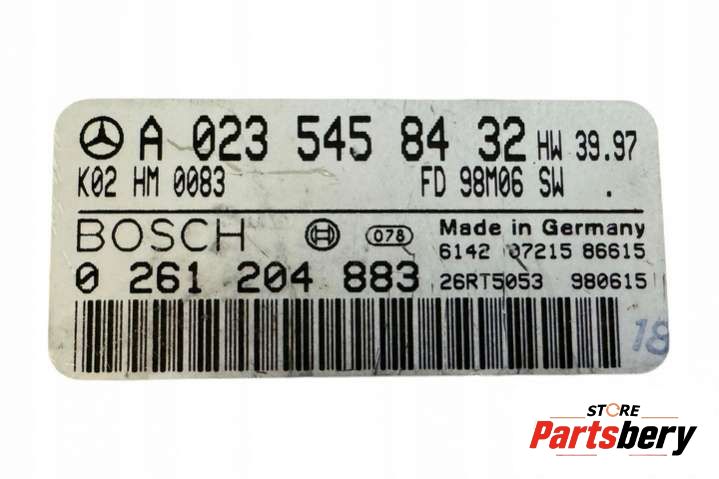 A 023 545 84 32 HW 39.97
K02 HM 0083 FD 98M06 SW .
BOSCH 078 Made in Germany
6142 07215 86615
0 261 204 883 26RT5053 980615
18
STORE
Partsbery